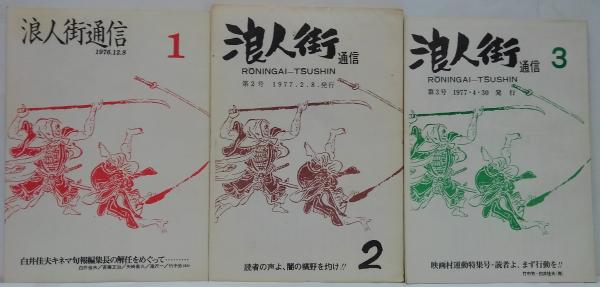 浪人街通信
1976.12.8
1
白井佳夫キネマ旬報編集長の解任をめぐって………
浪人街
通信
RŌNINGAI—TSUSHIN
第2号 1977.2.8.発行
2
読者の声よ、闇の曠野を灼け!!
浪人街
通信
3
RŌNINGAI—TSUSHIN
第3号 1977・4・30 発行
映画村運動特集号・読者よ、まず行動を!!